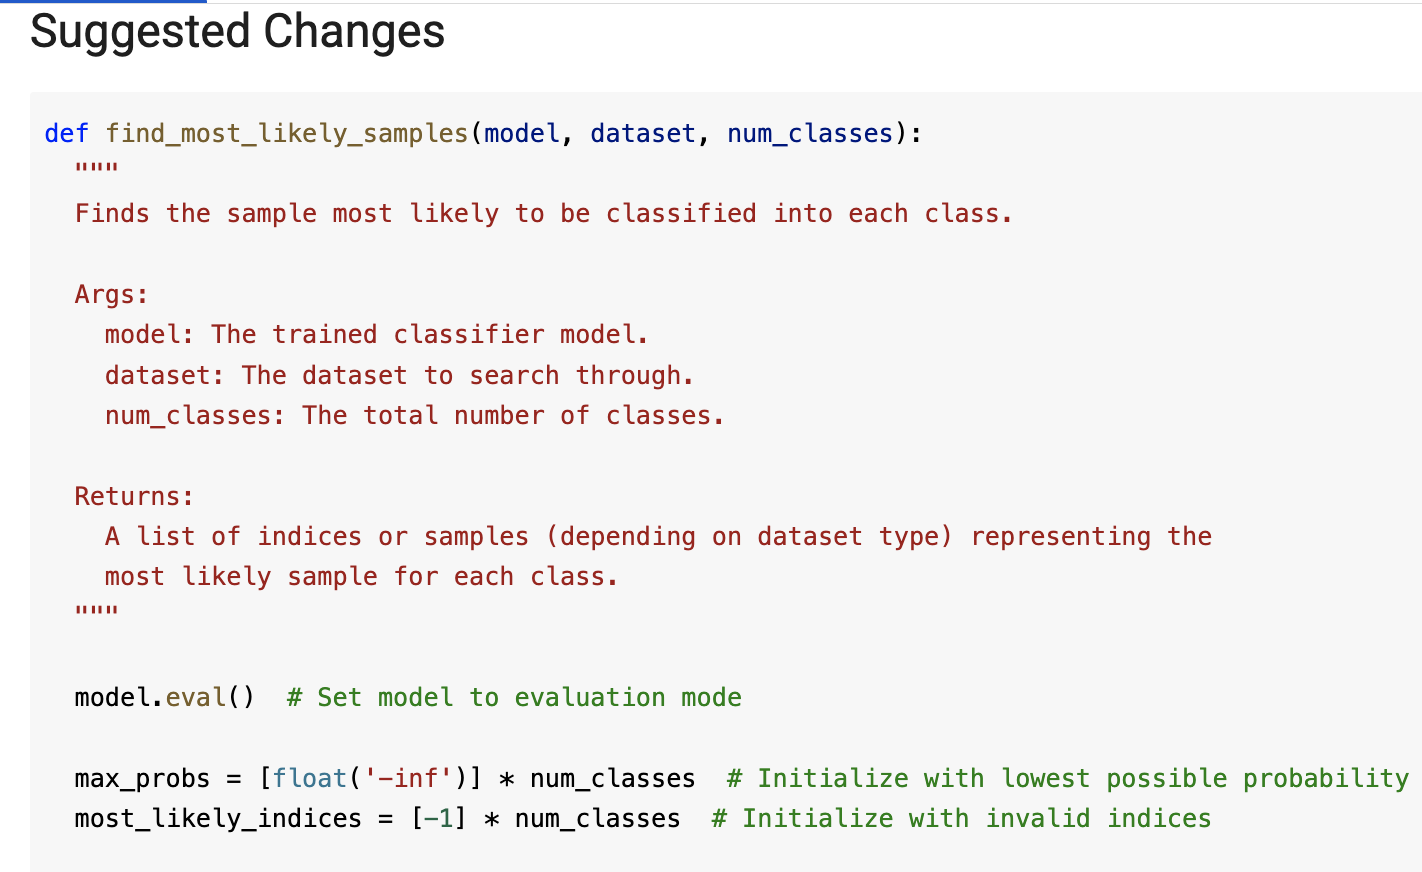 Suggested Changes
def find_most_likely_samples(model, dataset, num_classes):
"""
Finds the sample most likely to be classified into each class.
Args:
model: The trained classifier model.
dataset: The dataset to search through.
num_classes: The total number of classes.
Returns:
A list of indices or samples (depending on dataset type) representing the
most likely sample for each class.
"""
model.eval()  # Set model to evaluation mode
max_probs = [float('-inf')] * num_classes  # Initialize with lowest possible probability
most_likely_indices = [-1] * num_classes  # Initialize with invalid indices